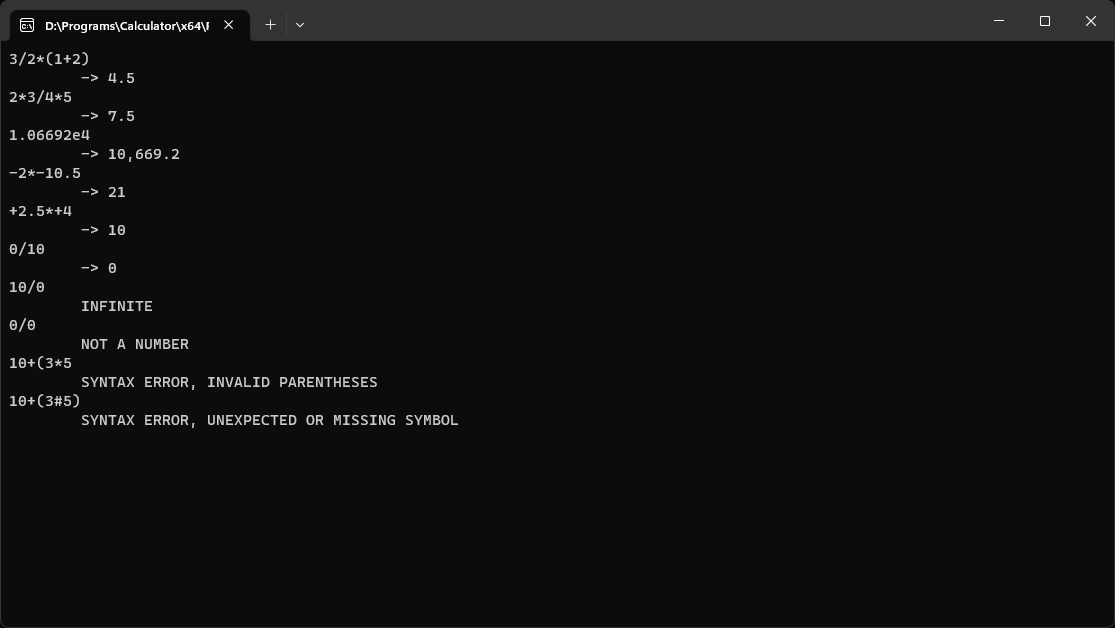 D:\Programs\Calculator\x64\
3/2*(1+2)
-> 4.5
2*3/4*5
-> 7.5
1.06692e4
-> 10,669.2
-2*-10.5
-> 21
+2.5*+4
-> 10
0/10
-> 0
10/0
INFINITE
0/0
NOT A NUMBER
10+(3*5
SYNTAX ERROR, INVALID PARENTHESES
10+(3#5)
SYNTAX ERROR, UNEXPECTED OR MISSING SYMBOL